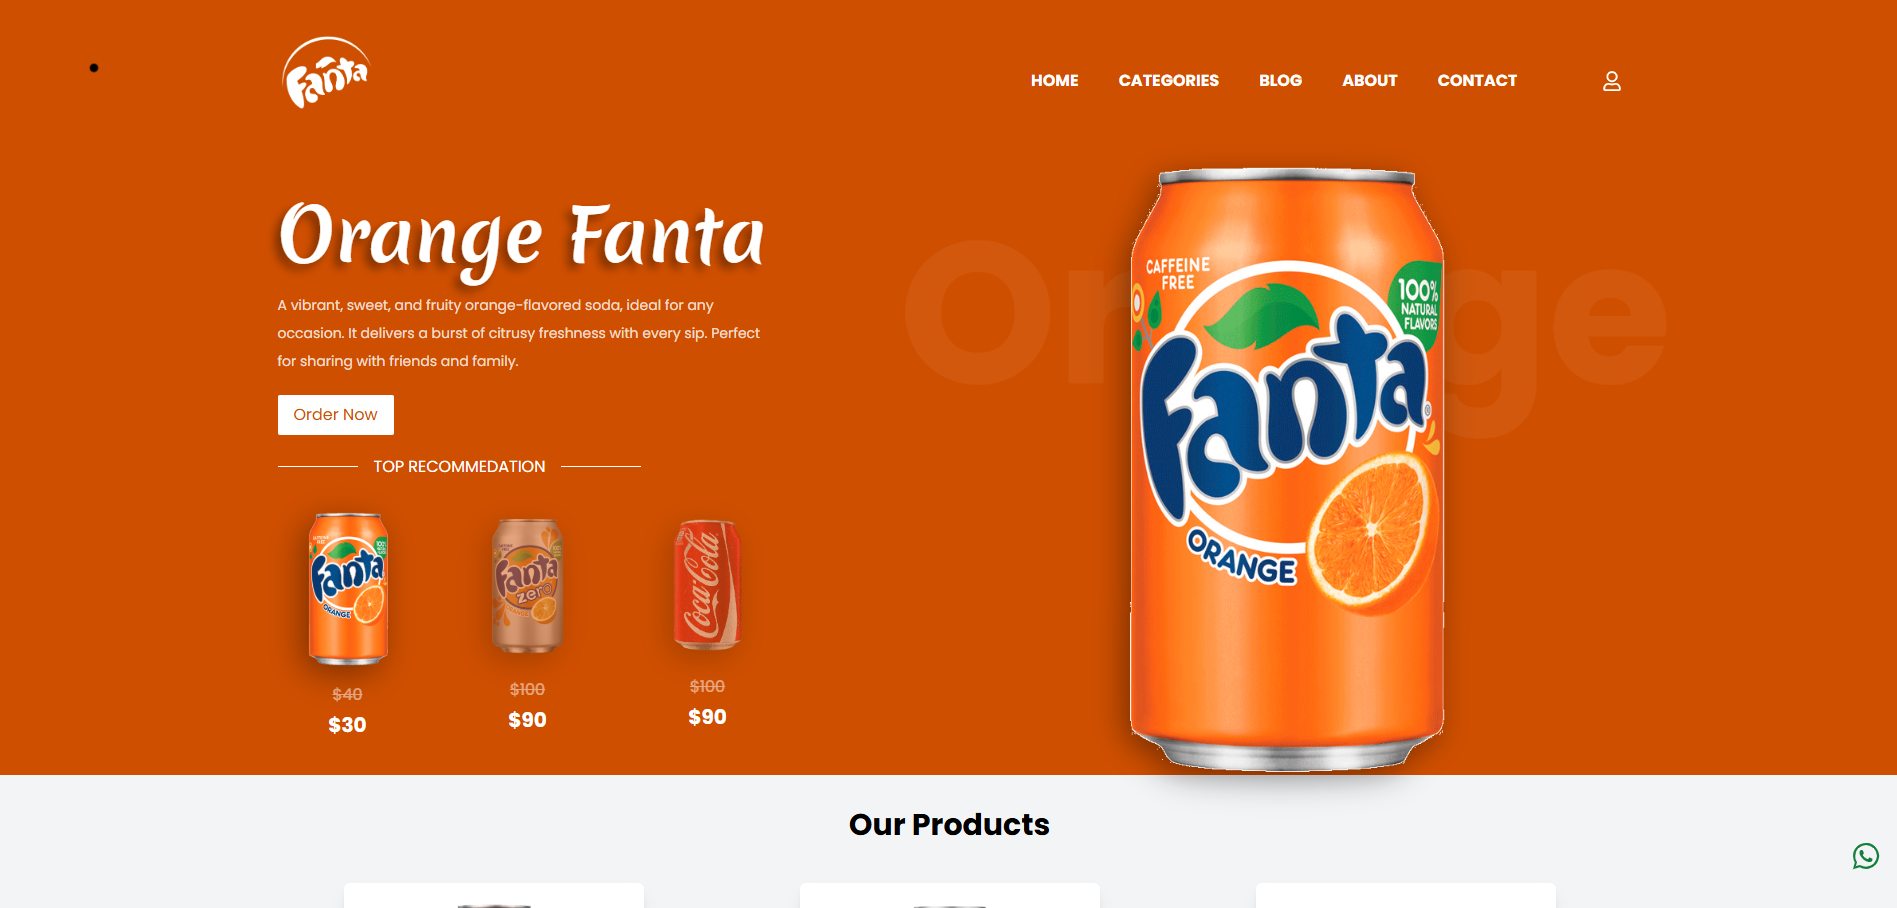 Fanta
HOME CATEGORIES BLOG ABOUT CONTACT
Orange Fanta
A vibrant, sweet, and fruity orange-flavored soda, ideal for any
occasion. It delivers a burst of citrusy freshness with every sip. Perfect
for sharing with friends and family.
Order Now
TOP RECOMMEDATION
CAFFEINE
FREE
100%
NATURAL
FLAVORS
Fanta
ORANGE
Fanta
ORANGE
Fanta
zero
ORANGE
Coca-Cola
$40
$30
$100
$90
$100
$90
Our Products